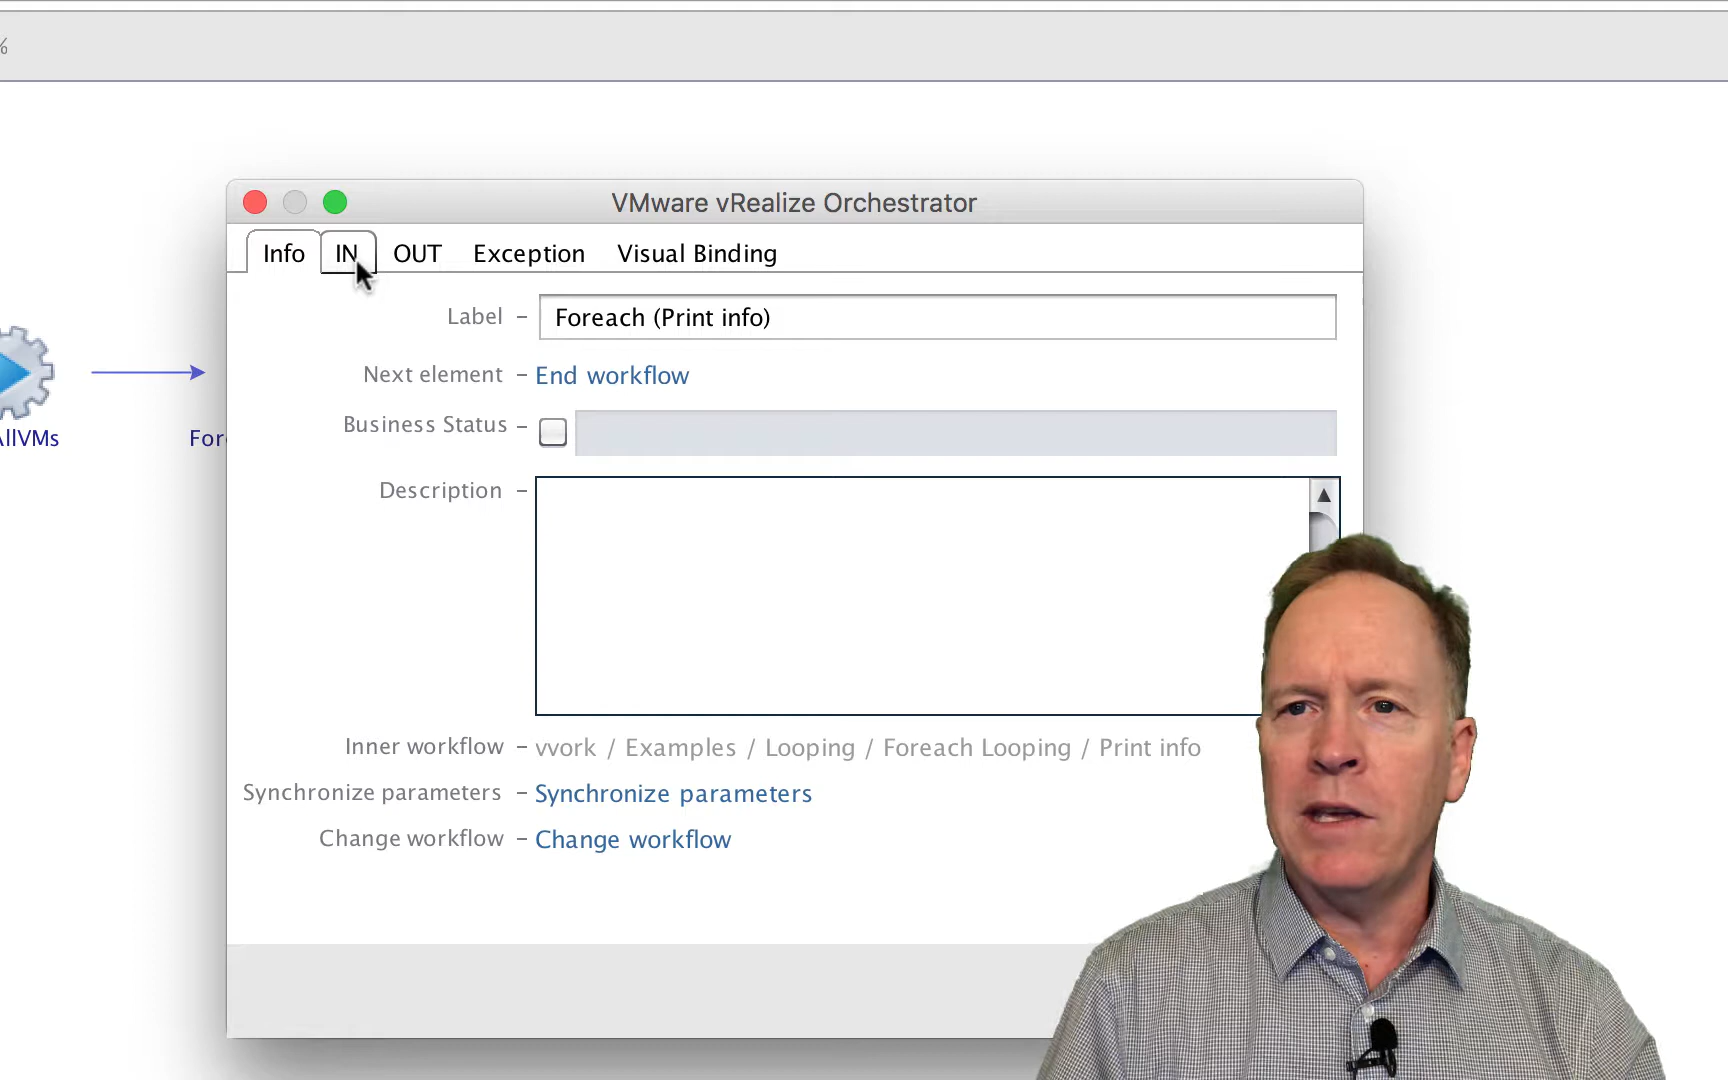 %
VMware vRealize Orchestrator
Info IN OUT Exception Visual Binding
Label – Foreach (Print info)
Next element – End workflow
Business Status –
Description –
Inner workflow – vvork / Examples / Looping / Foreach Looping / Print info
Synchronize parameters – Synchronize parameters
Change workflow – Change workflow
AllVMs
For